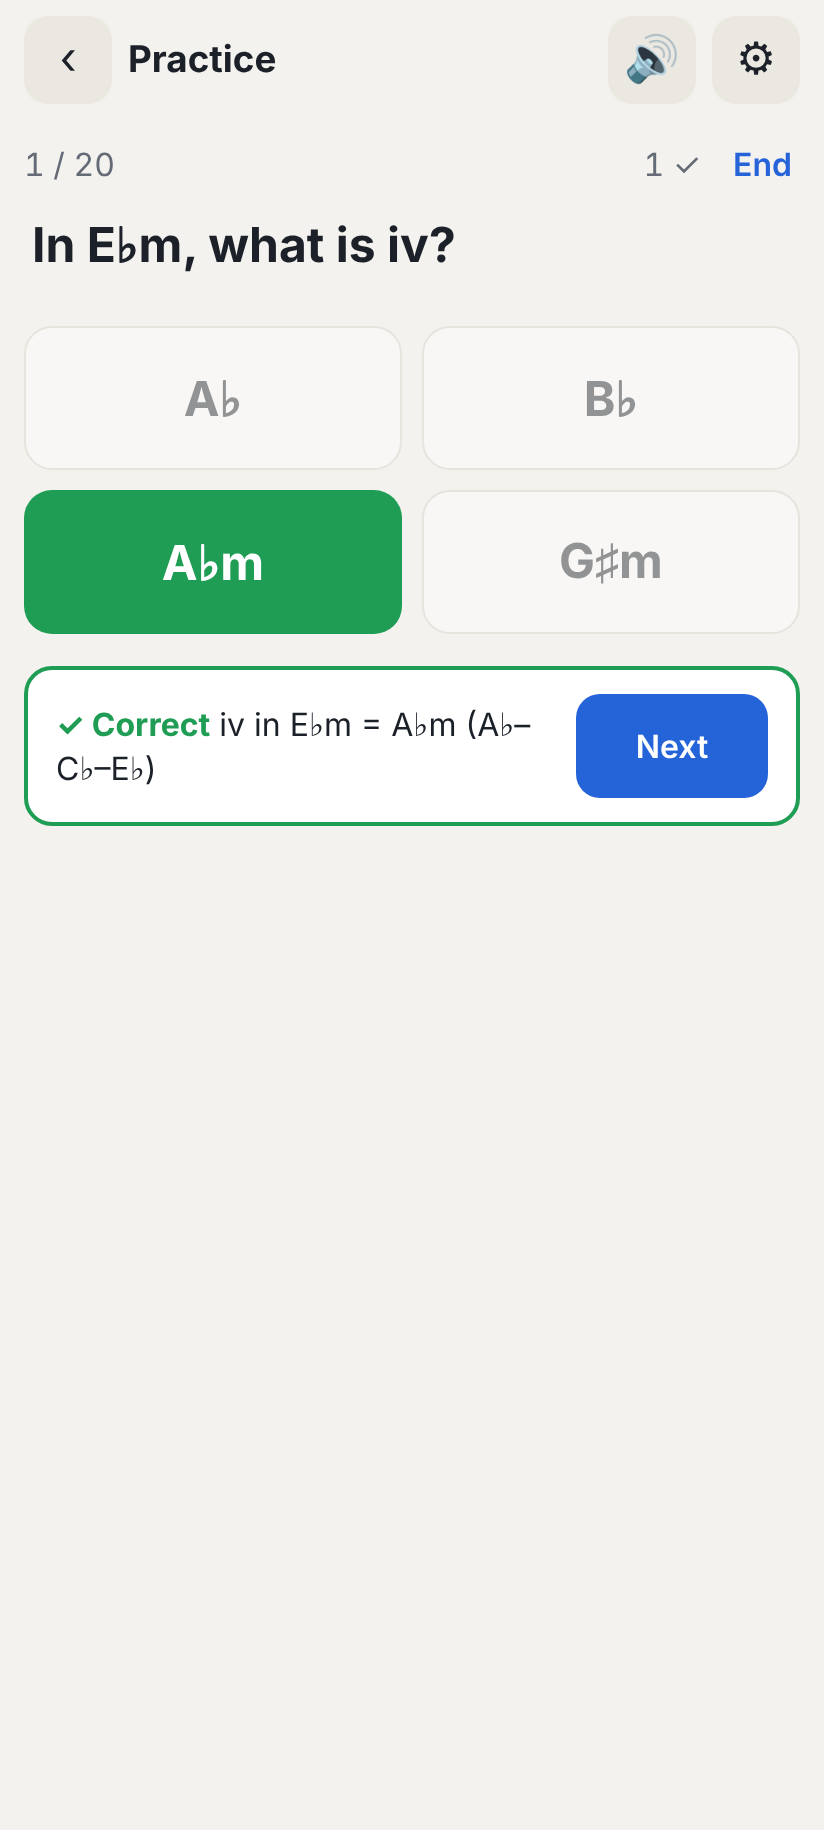 ‹ Practice 🔊 ⚙
1 / 20 1 ✓ End
In E♭m, what is iv?
A♭ B♭
A♭m G♯m
✓ Correct iv in E♭m = A♭m (A♭–
C♭–E♭)
Next